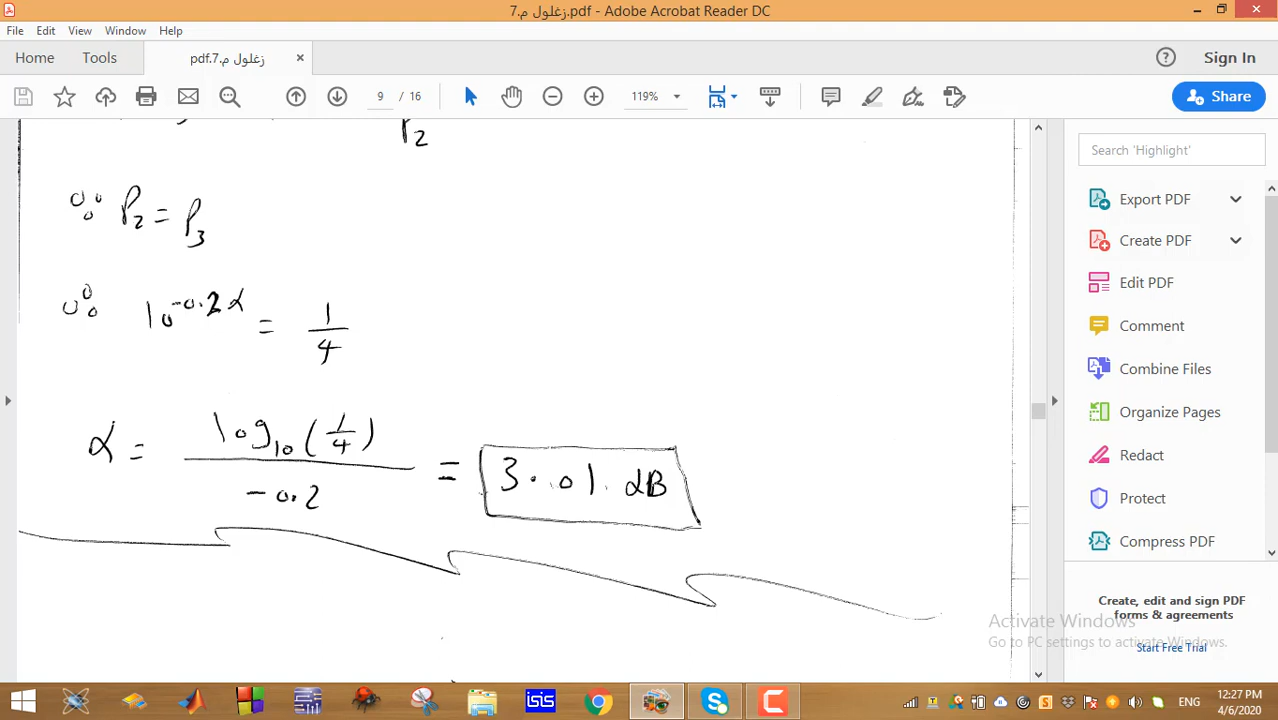 زغلول م.7.pdf - Adobe Acrobat Reader DC
File Edit View Window Help
Home Tools زغلول م.7.pdf × Sign In
9 / 16 119% Share
P₂
∵ P₂ = P₃
∴ 10^{-0.2α} = 1/4
α = log₁₀(1/4) / -0.2 = 3.01 dB
Search 'Highlight'
Export PDF
Create PDF
Edit PDF
Comment
Combine Files
Organize Pages
Redact
Protect
Compress PDF
Create, edit and sign PDF
forms & agreements
Start Free Trial
Activate Windows
Go to PC settings to activate Windows.
isis
ENG
12:27 PM
4/6/2020